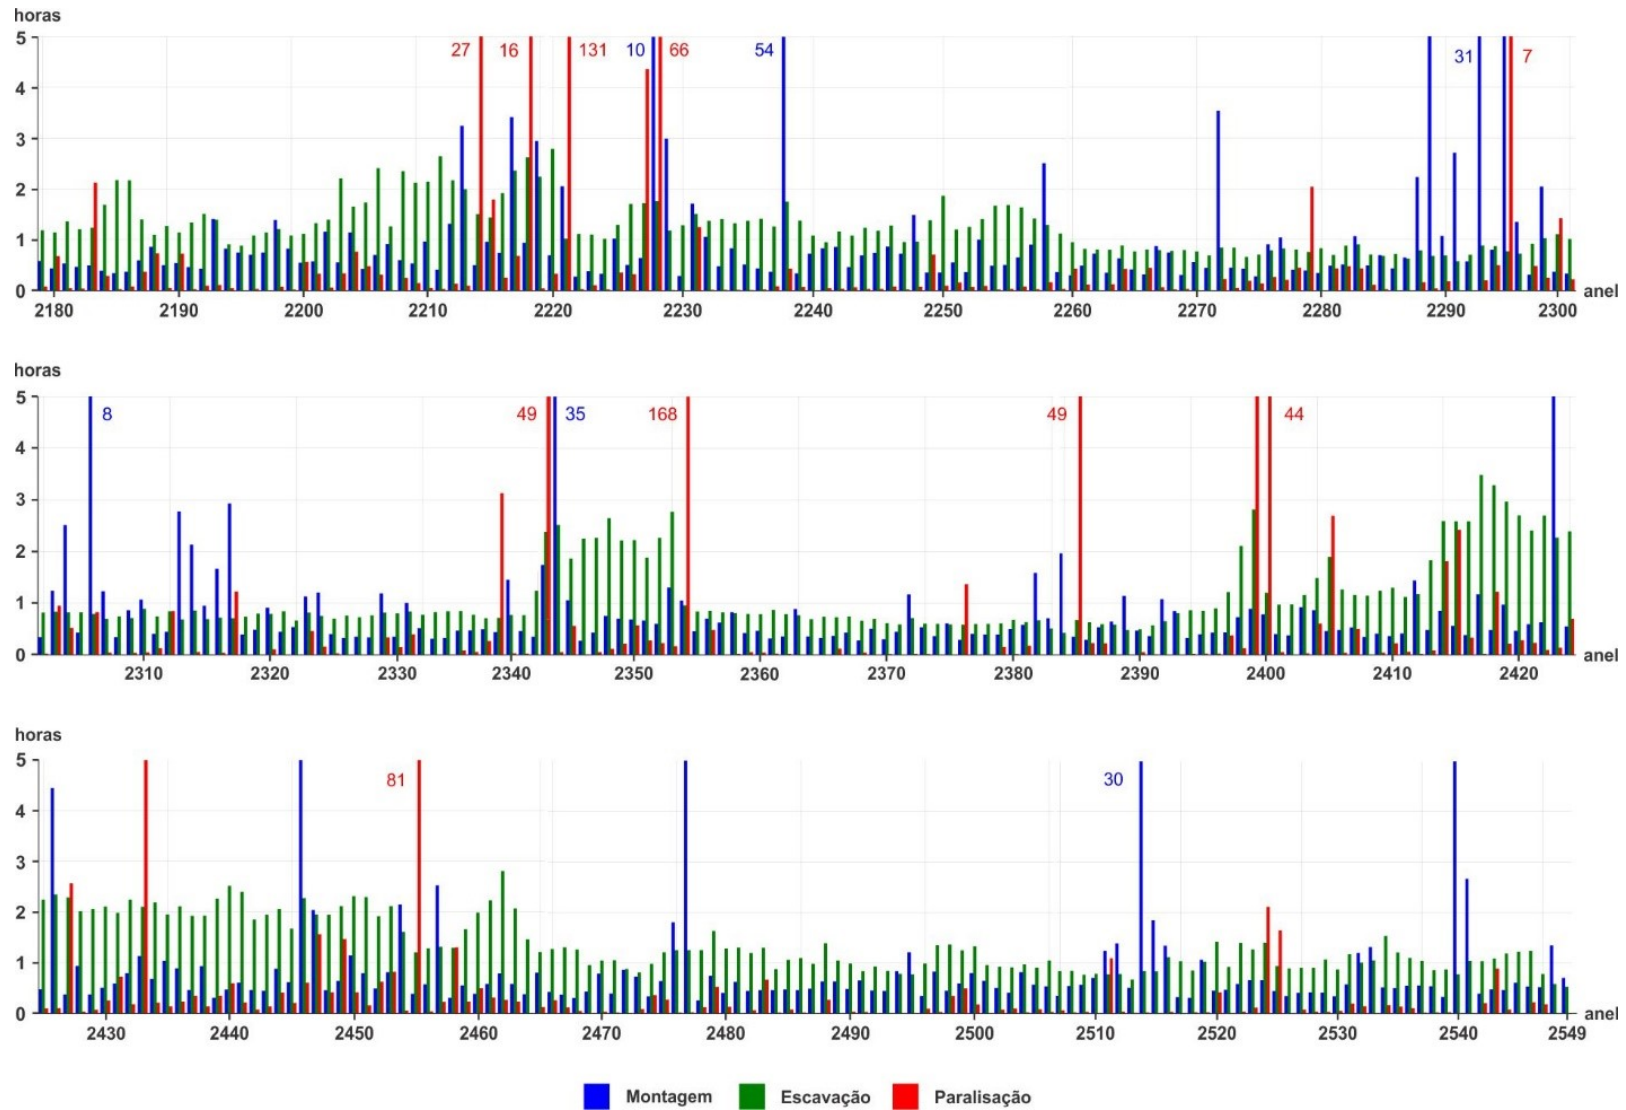 horas
5 27 16 131 10 66 54 31 7
4
3
2
1
0 anel
2180 2190 2200 2210 2220 2230 2240 2250 2260 2270 2280 2290 2300
horas
5 8 49 35 168 49 44
4
3
2
1
0 anel
2310 2320 2330 2340 2350 2360 2370 2380 2390 2400 2410 2420
horas
5 81 30
4
3
2
1
0 anel
2430 2440 2450 2460 2470 2480 2490 2500 2510 2520 2530 2540 2549
Montagem Escavação Paralisação